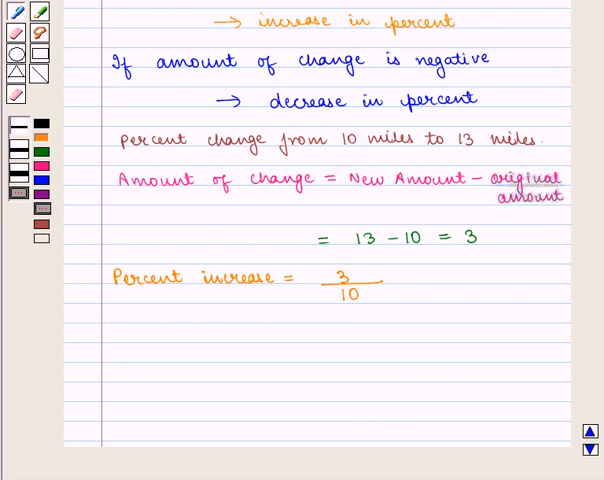 → increase in percent
If amount of change is negative
→ decrease in percent
Percent change from 10 miles to 13 miles.
Amount of change = New Amount - original
amount
= 13 - 10 = 3
Percent increase = 3
10